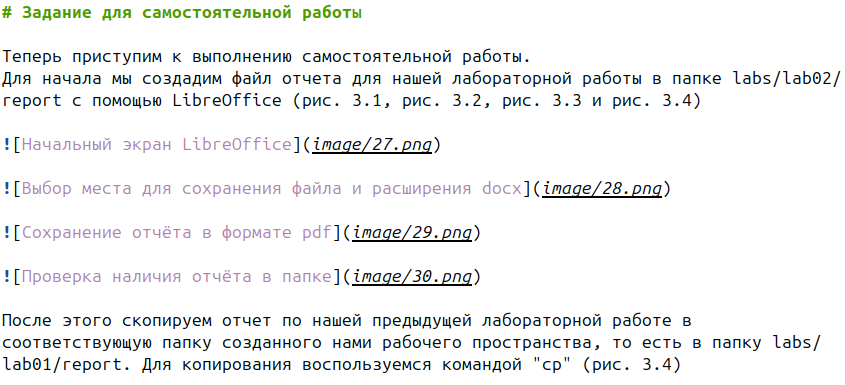 # Задание для самостоятельной работы
Теперь приступим к выполнению самостоятельной работы.
Для начала мы создадим файл отчета для нашей лабораторной работы в папке labs/lab02/
report с помощью LibreOffice (рис. 3.1, рис. 3.2, рис. 3.3 и рис. 3.4)
![Начальный экран LibreOffice](image/27.png)
![Выбор места для сохранения файла и расширения docx](image/28.png)
![Сохранение отчёта в формате pdf](image/29.png)
![Проверка наличия отчёта в папке](image/30.png)
После этого скопируем отчет по нашей предыдущей лабораторной работе в
соответствующую папку созданного нами рабочего пространства, то есть в папку labs/
lab01/report. Для копирования воспользуемся командой "cp" (рис. 3.4)